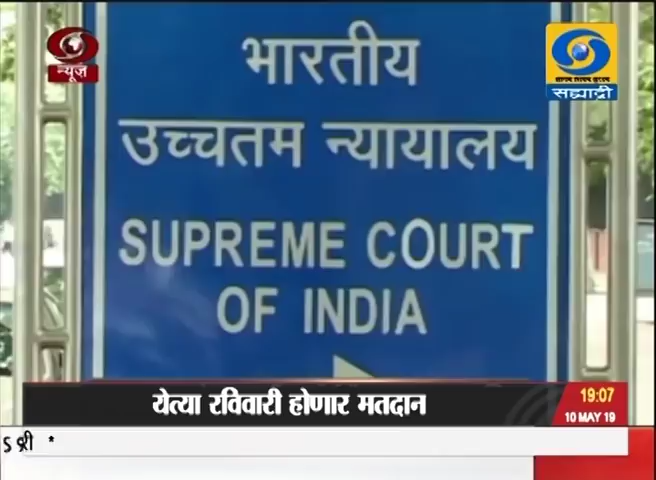 न्यूज़
सह्याद्री
भारतीय
उच्चतम न्यायालय
SUPREME COURT
OF INDIA
येत्या रविवारी होणार मतदान
19:07
10 MAY 19